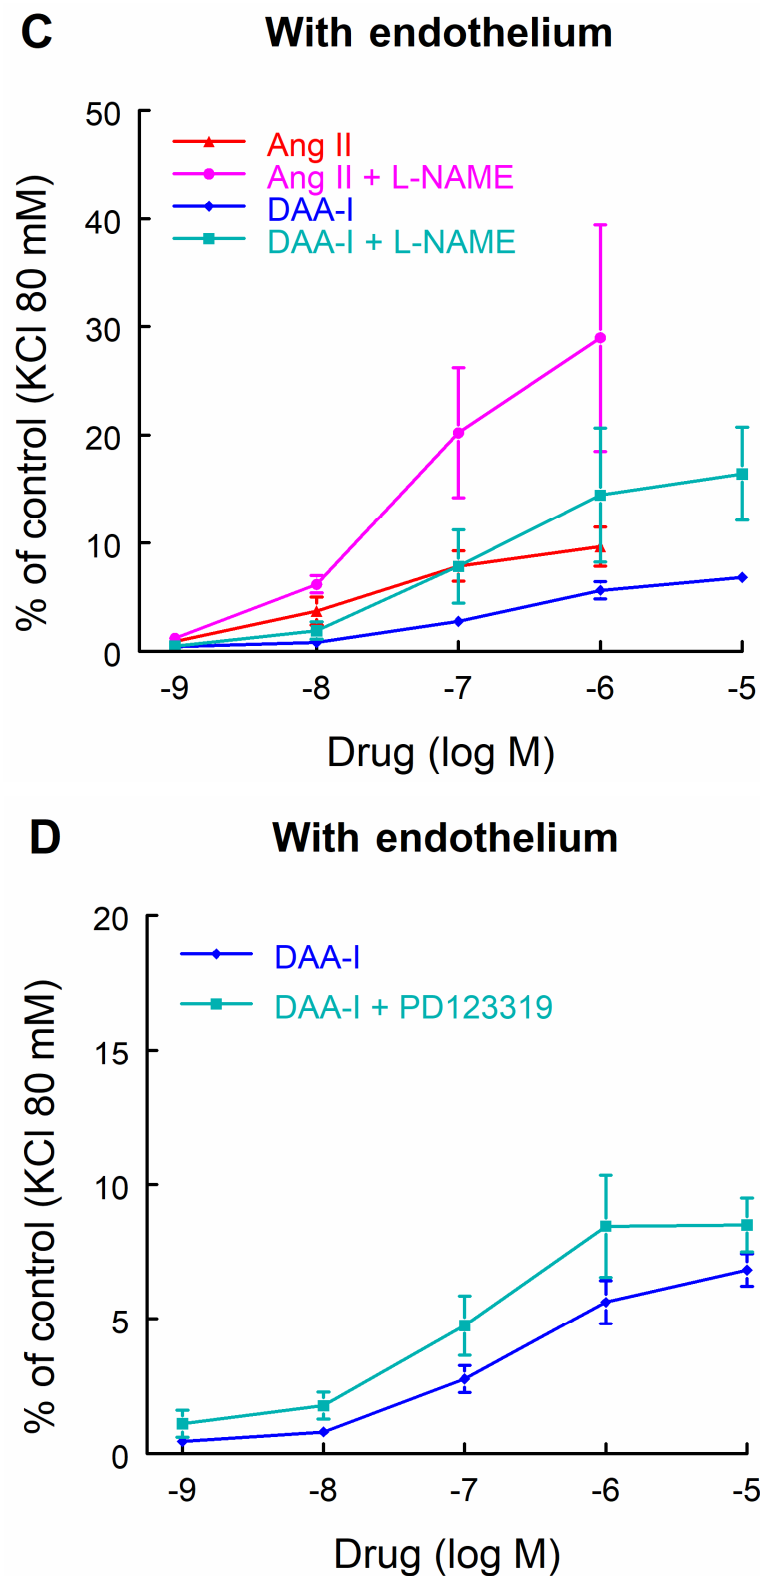 C
With endothelium
% of control (KCl 80 mM)
50
40
30
20
10
0
Ang II
Ang II + L-NAME
DAA-I
DAA-I + L-NAME
-9 -8 -7 -6 -5
Drug (log M)
D
With endothelium
% of control (KCl 80 mM)
20
15
10
5
0
DAA-I
DAA-I + PD123319
-9 -8 -7 -6 -5
Drug (log M)